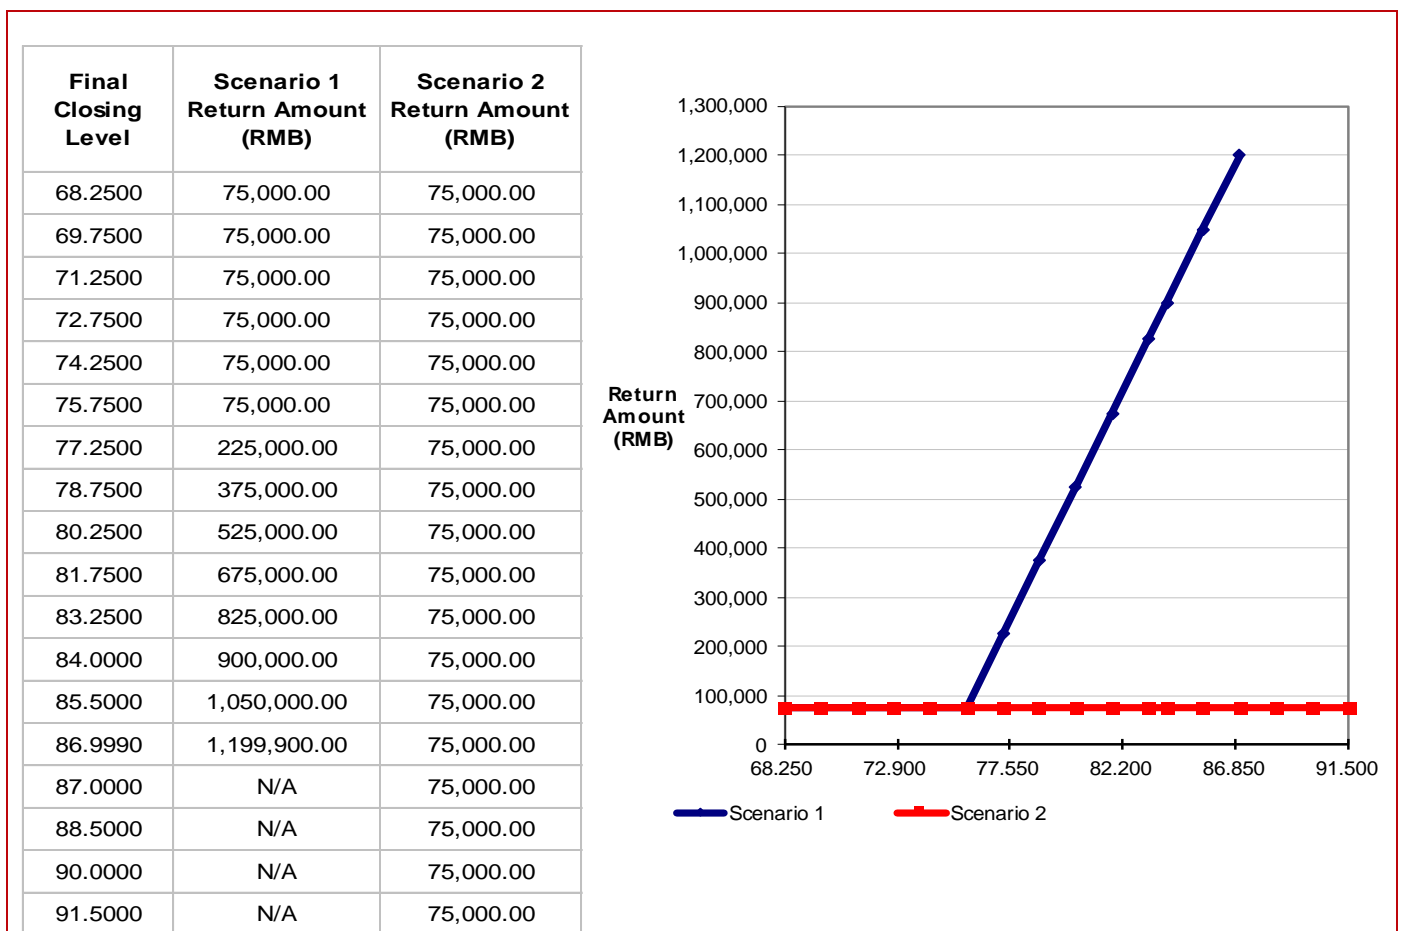 Final Closing Level Scenario 1 Return Amount (RMB) Scenario 2 Return Amount (RMB)
68.2500 75,000.00 75,000.00
69.7500 75,000.00 75,000.00
71.2500 75,000.00 75,000.00
72.7500 75,000.00 75,000.00
74.2500 75,000.00 75,000.00
75.7500 75,000.00 75,000.00
77.2500 225,000.00 75,000.00
78.7500 375,000.00 75,000.00
80.2500 525,000.00 75,000.00
81.7500 675,000.00 75,000.00
83.2500 825,000.00 75,000.00
84.0000 900,000.00 75,000.00
85.5000 1,050,000.00 75,000.00
86.9990 1,199,900.00 75,000.00
87.0000 N/A 75,000.00
88.5000 N/A 75,000.00
90.0000 N/A 75,000.00
91.5000 N/A 75,000.00
Return
Amount
(RMB)
1,300,000
1,200,000
1,100,000
1,000,000
900,000
800,000
700,000
600,000
500,000
400,000
300,000
200,000
100,000
0
68.250 72.900 77.550 82.200 86.850 91.500
Scenario 1 Scenario 2